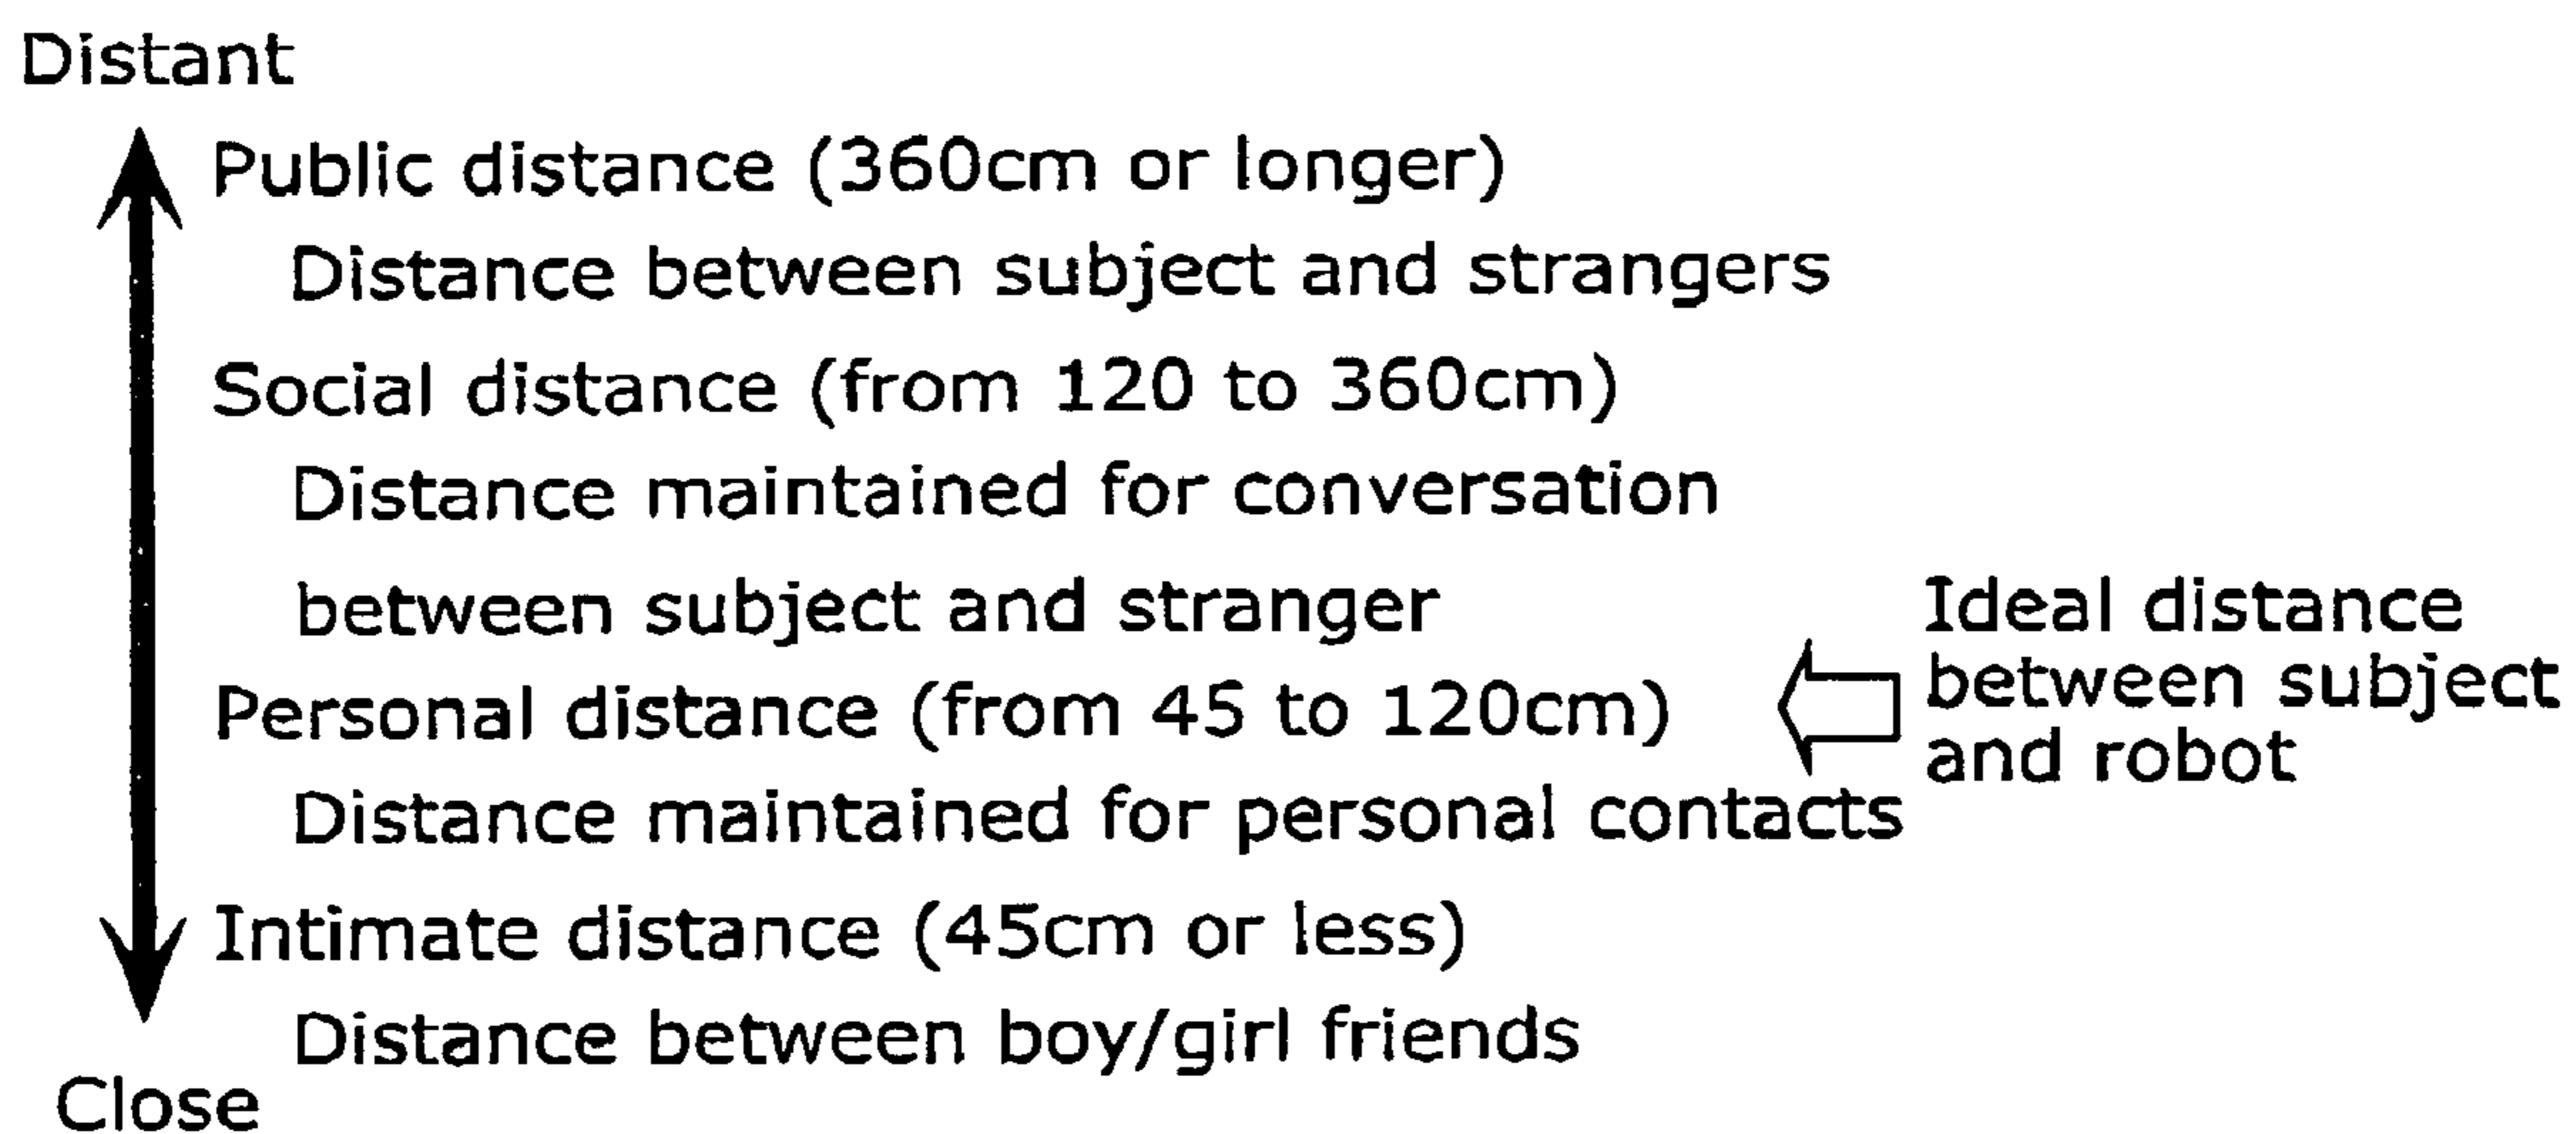 Distant
Public distance (360cm or longer)
Distance between subject and strangers
Social distance (from 120 to 360cm)
Distance maintained for conversation
between subject and stranger
Personal distance (from 45 to 120cm)
Distance maintained for personal contacts
Intimate distance (45cm or less)
Distance between boy/girl friends
Close
Ideal distance
between subject
and robot